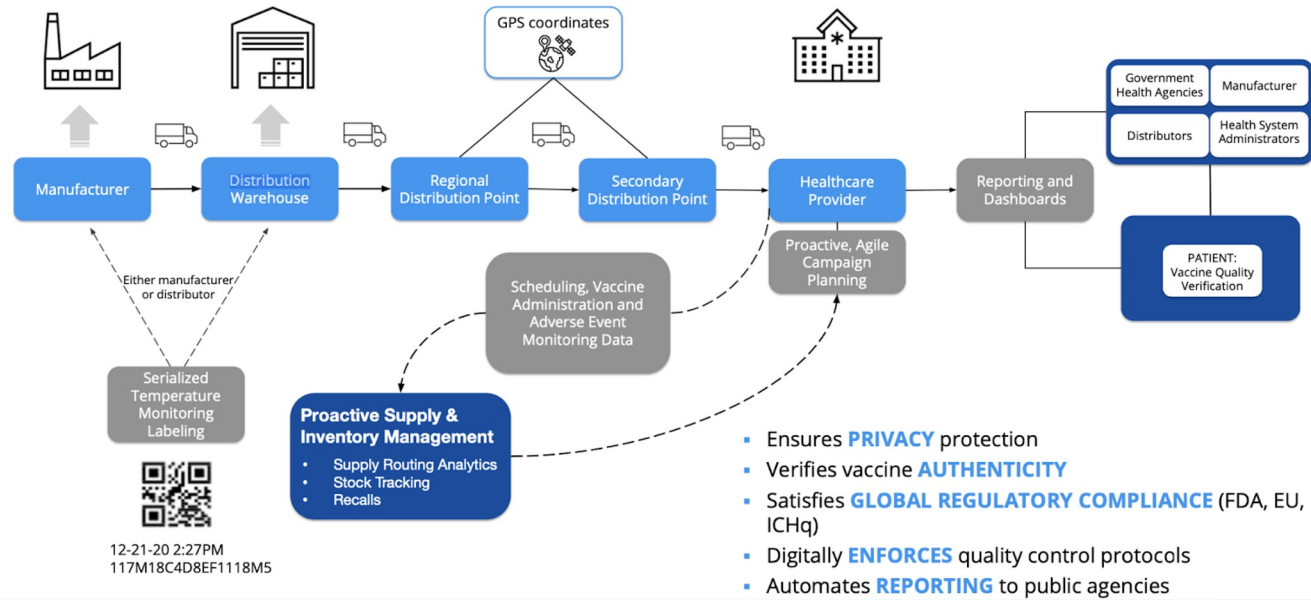 GPS coordinates
Government
Health Agencies
Manufacturer
Distributors
Health System
Administrators
Manufacturer
Distribution
Warehouse
Regional
Distribution Point
Secondary
Distribution Point
Healthcare
Provider
Reporting and
Dashboards
Proactive, Agile
Campaign
Planning
PATIENT:
Vaccine Quality
Verification
Either manufacturer
or distributor
Scheduling, Vaccine
Administration and
Adverse Event
Monitoring Data
Serialized
Temperature
Monitoring
Labeling
Proactive Supply &
Inventory Management
• Supply Routing Analytics
• Stock Tracking
• Recalls
12-21-20 2:27PM
117M18C4D8EF1118M5
▪ Ensures PRIVACY protection
▪ Verifies vaccine AUTHENTICITY
▪ Satisfies GLOBAL REGULATORY COMPLIANCE (FDA, EU,
ICHq)
▪ Digitally ENFORCES quality control protocols
▪ Automates REPORTING to public agencies